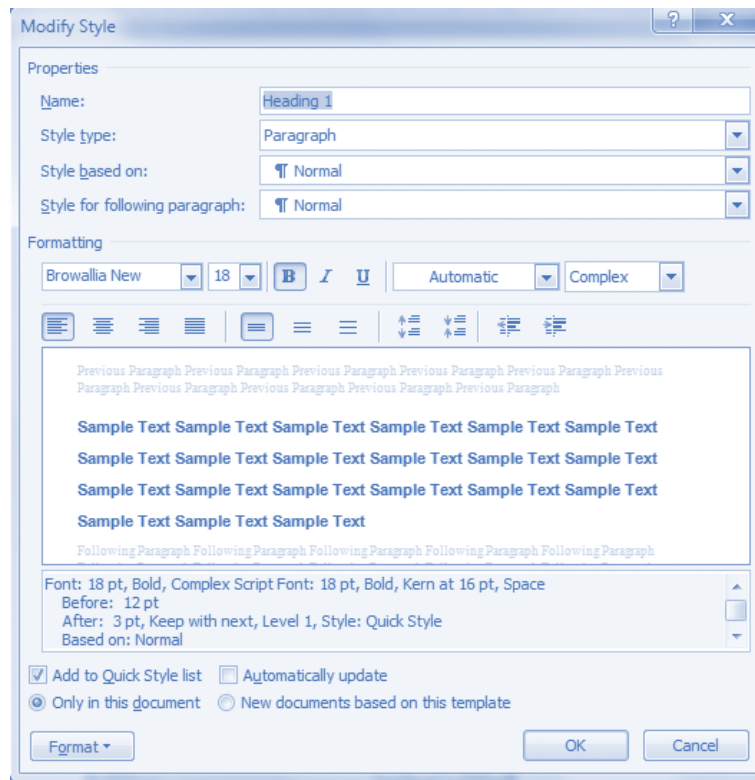 Modify Style
Properties
Name: Heading 1
Style type: Paragraph
Style based on: ¶ Normal
Style for following paragraph: ¶ Normal
Formatting
Browallia New 18 B I U Automatic Complex
Previous Paragraph Previous Paragraph Previous Paragraph Previous Paragraph Previous Paragraph Previous
Paragraph Previous Paragraph Previous Paragraph Previous Paragraph Previous Paragraph
Sample Text Sample Text Sample Text Sample Text Sample Text Sample Text
Sample Text Sample Text Sample Text Sample Text Sample Text Sample Text
Sample Text Sample Text Sample Text Sample Text Sample Text Sample Text
Sample Text Sample Text Sample Text
Following Paragraph Following Paragraph Following Paragraph Following Paragraph Following Paragraph
Font: 18 pt, Bold, Complex Script Font: 18 pt, Bold, Kern at 16 pt, Space
Before: 12 pt
After: 3 pt, Keep with next, Level 1, Style: Quick Style
Based on: Normal
Add to Quick Style list Automatically update
Only in this document New documents based on this template
Format OK Cancel